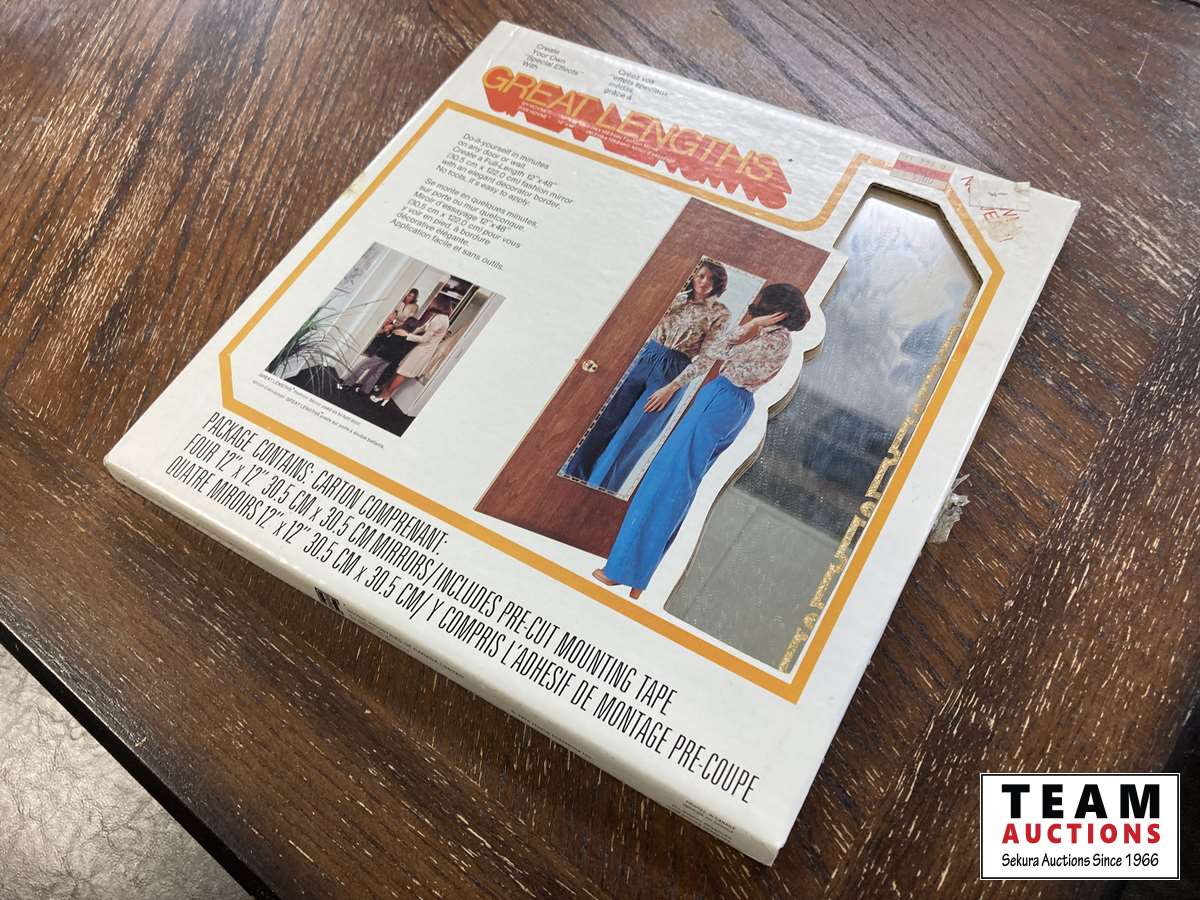 Create
Your Own
"Special Effects"
With
Créez vos
"effets spéciaux"
inédits,
grâce à
GREAT LENGTHS
Do-it-yourself in minutes
on any door or wall.
Create a Full-Length 12"x48"
(30.5 cm x 122.0 cm) fashion mirror
with an elegant decorator border.
No tools, it's easy to apply.
Se monte en quelques minutes,
sur porte ou mur quelconque.
Miroir d'essayage 12"x48"
(30.5 cm x 122.0 cm) pour vous
y voir en pied, à bordure
décorative élégante.
Application facile et sans outils.
PACKAGE CONTAINS: CARTON COMPRENANT:
FOUR 12" x 12" 30.5 CM x 30.5 CM MIRRORS/INCLUDES PRE-CUT MOUNTING TAPE
QUATRE MIROIRS 12" x 12" 30.5 CM x 30.5 CM/ Y COMPRIS L'ADHESIF DE MONTAGE PRE-COUPE
TEAM
AUCTIONS
Sekura Auctions Since 1966